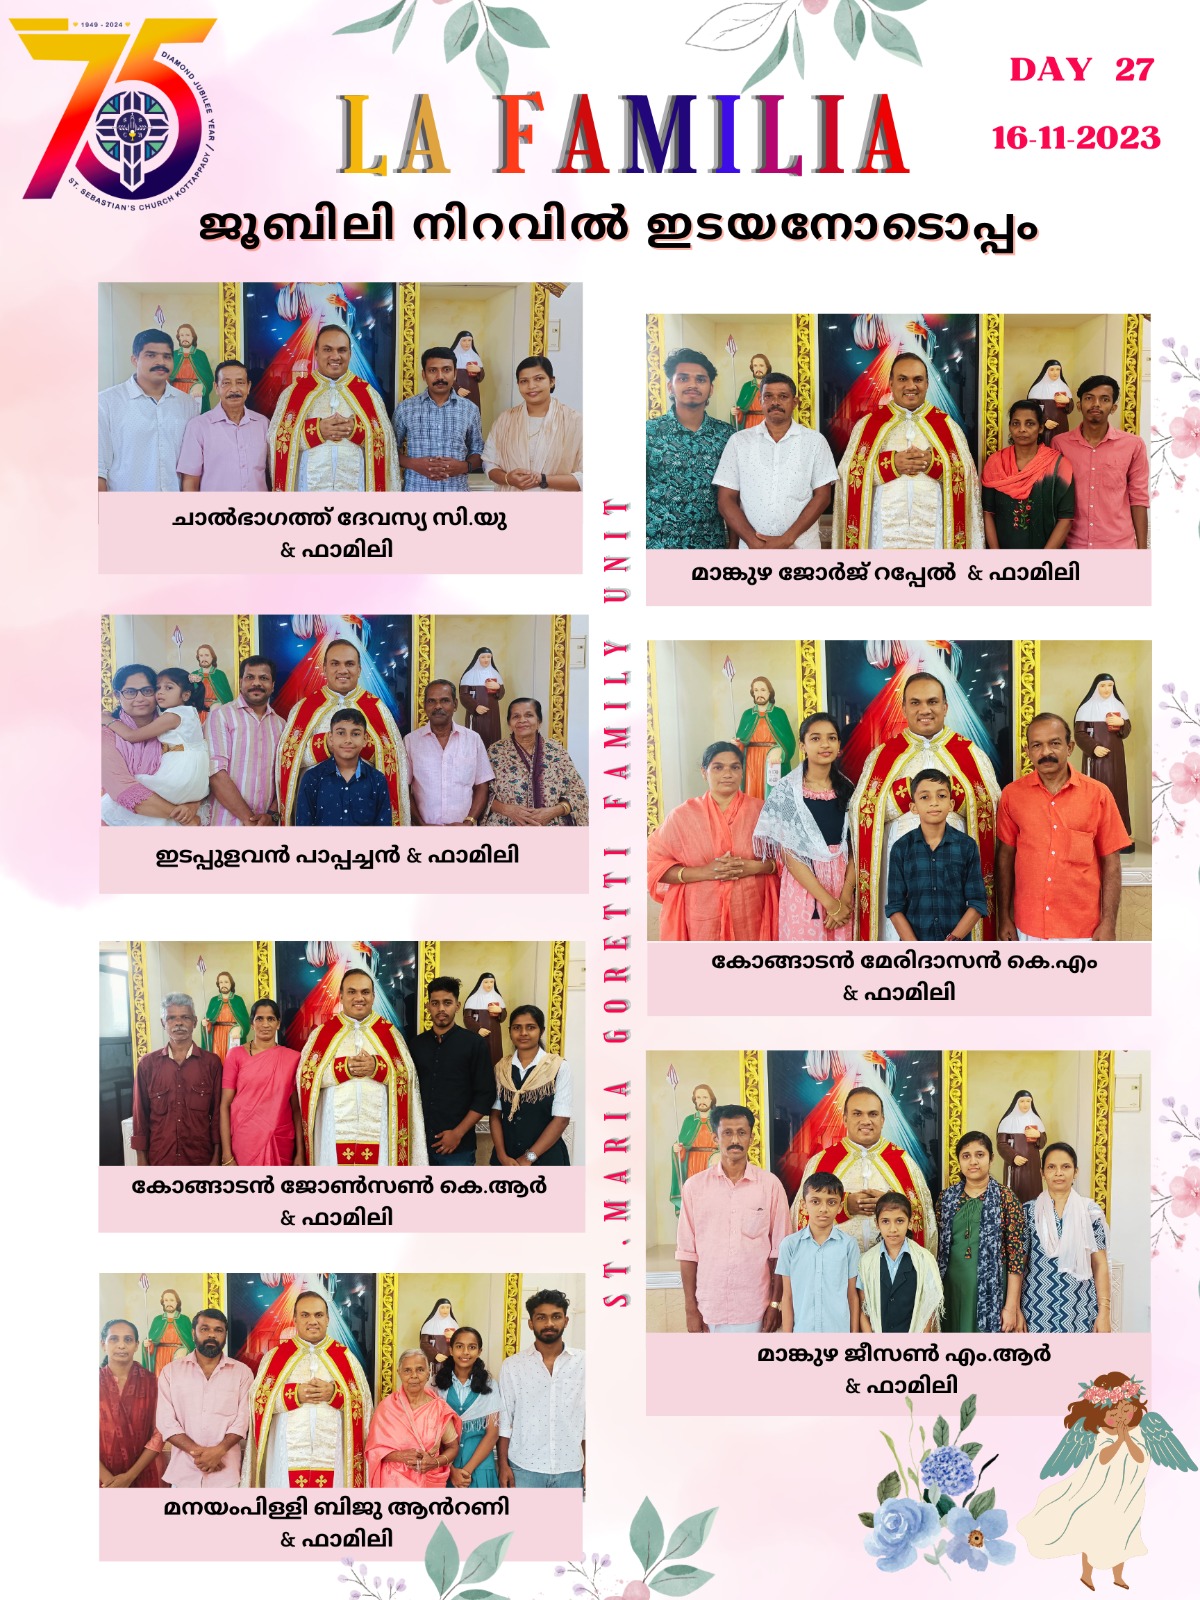 1949 - 2024
75
DIAMOND JUBILEE YEAR /
ST. SEBASTIAN'S CHURCH KOTTAPPADY
DAY 27
16-11-2023
LA FAMILIA
ജൂബിലി നിറവിൽ ഇടയനോടൊപ്പം
ചാൽഭാഗത്ത് ദേവസ്യ സി.യു
& ഫാമിലി
ഇടപ്പുളവൻ പാപ്പച്ചൻ & ഫാമിലി
കോങ്ങാടൻ ജോൺസൺ കെ.ആർ
& ഫാമിലി
മനയംപിള്ളി ബിജു ആൻറണി
& ഫാമിലി
ST.MARIA GORETTI FAMILY UNIT
മാങ്കുഴ ജോർജ് റപ്പേൽ & ഫാമിലി
കോങ്ങാടൻ മേരിദാസൻ കെ.എം
& ഫാമിലി
മാങ്കുഴ ജീസൺ എം.ആർ
& ഫാമിലി